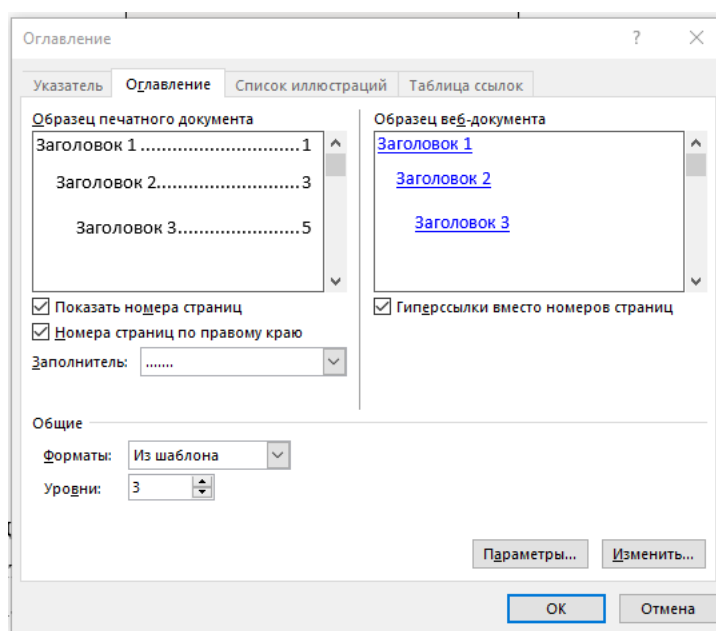 Оглавление
Указатель Оглавление Список иллюстраций Таблица ссылок
Образец печатного документа
Заголовок 1.........................1
Заголовок 2......................3
Заголовок 3...................5
Показать номера страниц
Номера страниц по правому краю
Заполнитель: .......
Образец веб-документа
Заголовок 1
Заголовок 2
Заголовок 3
Гиперссылки вместо номеров страниц
Общие
Форматы: Из шаблона
Уровни: 3
Параметры... Изменить...
ОК Отмена